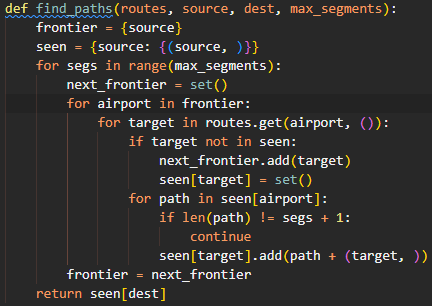 def find_paths(routes, source, dest, max_segments):
    frontier = {source}
    seen = {source: {(source, )}}
    for segs in range(max_segments):
        next_frontier = set()
        for airport in frontier:
            for target in routes.get(airport, ()):
                if target not in seen:
                    next_frontier.add(target)
                    seen[target] = set()
                for path in seen[airport]:
                    if len(path) != segs + 1:
                        continue
                    seen[target].add(path + (target, ))
        frontier = next_frontier
    return seen[dest]